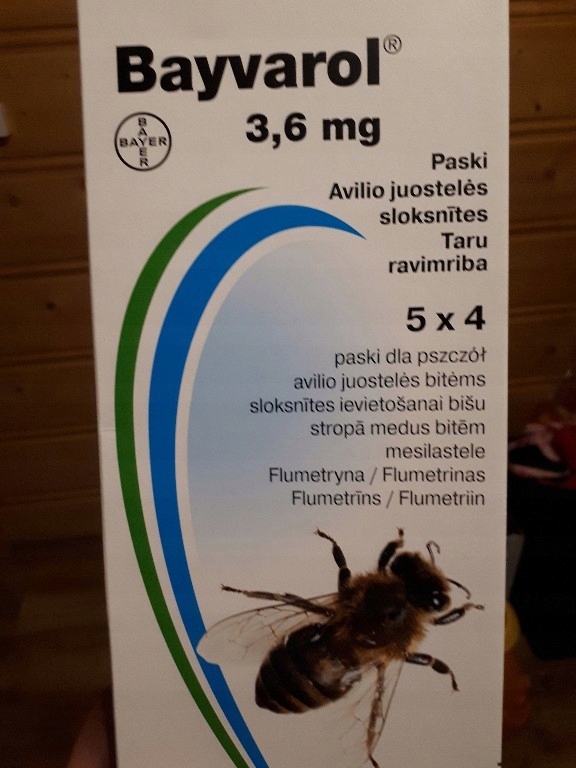 Bayvarol®
BAYER
BAYER
3,6 mg
Paski
Avilio juostelės
sloksnītes
Taru
ravimriba
5 x 4
paski dla pszczół
avilio juostelės bitėms
sloksnītes ievietošanai bišu
stropā medus bitēm
mesilastele
Flumetryna / Flumetrinas
Flumetrīns / Flumetriin